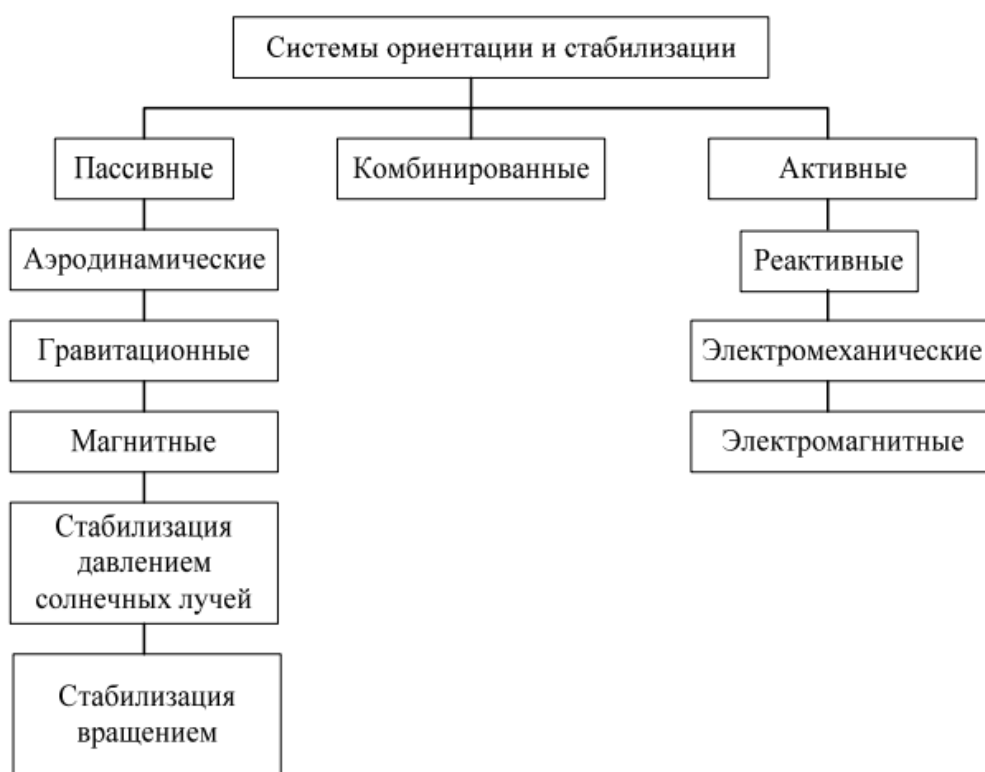 Системы ориентации и стабилизации
Пассивные
Комбинированные
Активные
Аэродинамические
Реактивные
Гравитационные
Электромеханические
Магнитные
Электромагнитные
Стабилизация
давлением
солнечных лучей
Стабилизация
вращением